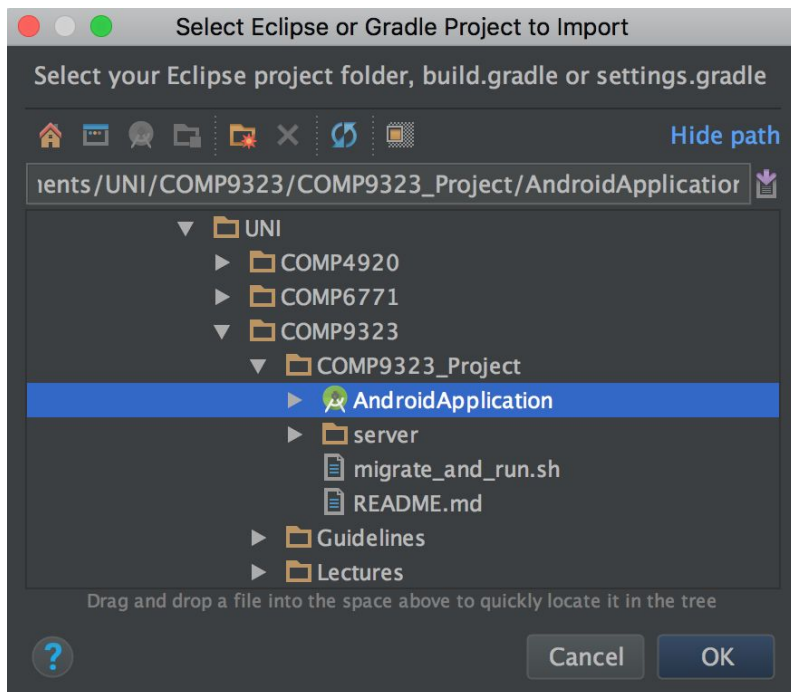 Select Eclipse or Gradle Project to Import
Select your Eclipse project folder, build.gradle or settings.gradle
Hide path
ments/UNI/COMP9323/COMP9323_Project/AndroidApplication
UNI
COMP4920
COMP6771
COMP9323
COMP9323_Project
AndroidApplication
server
migrate_and_run.sh
README.md
Guidelines
Lectures
Drag and drop a file into the space above to quickly locate it in the tree
?
Cancel
OK